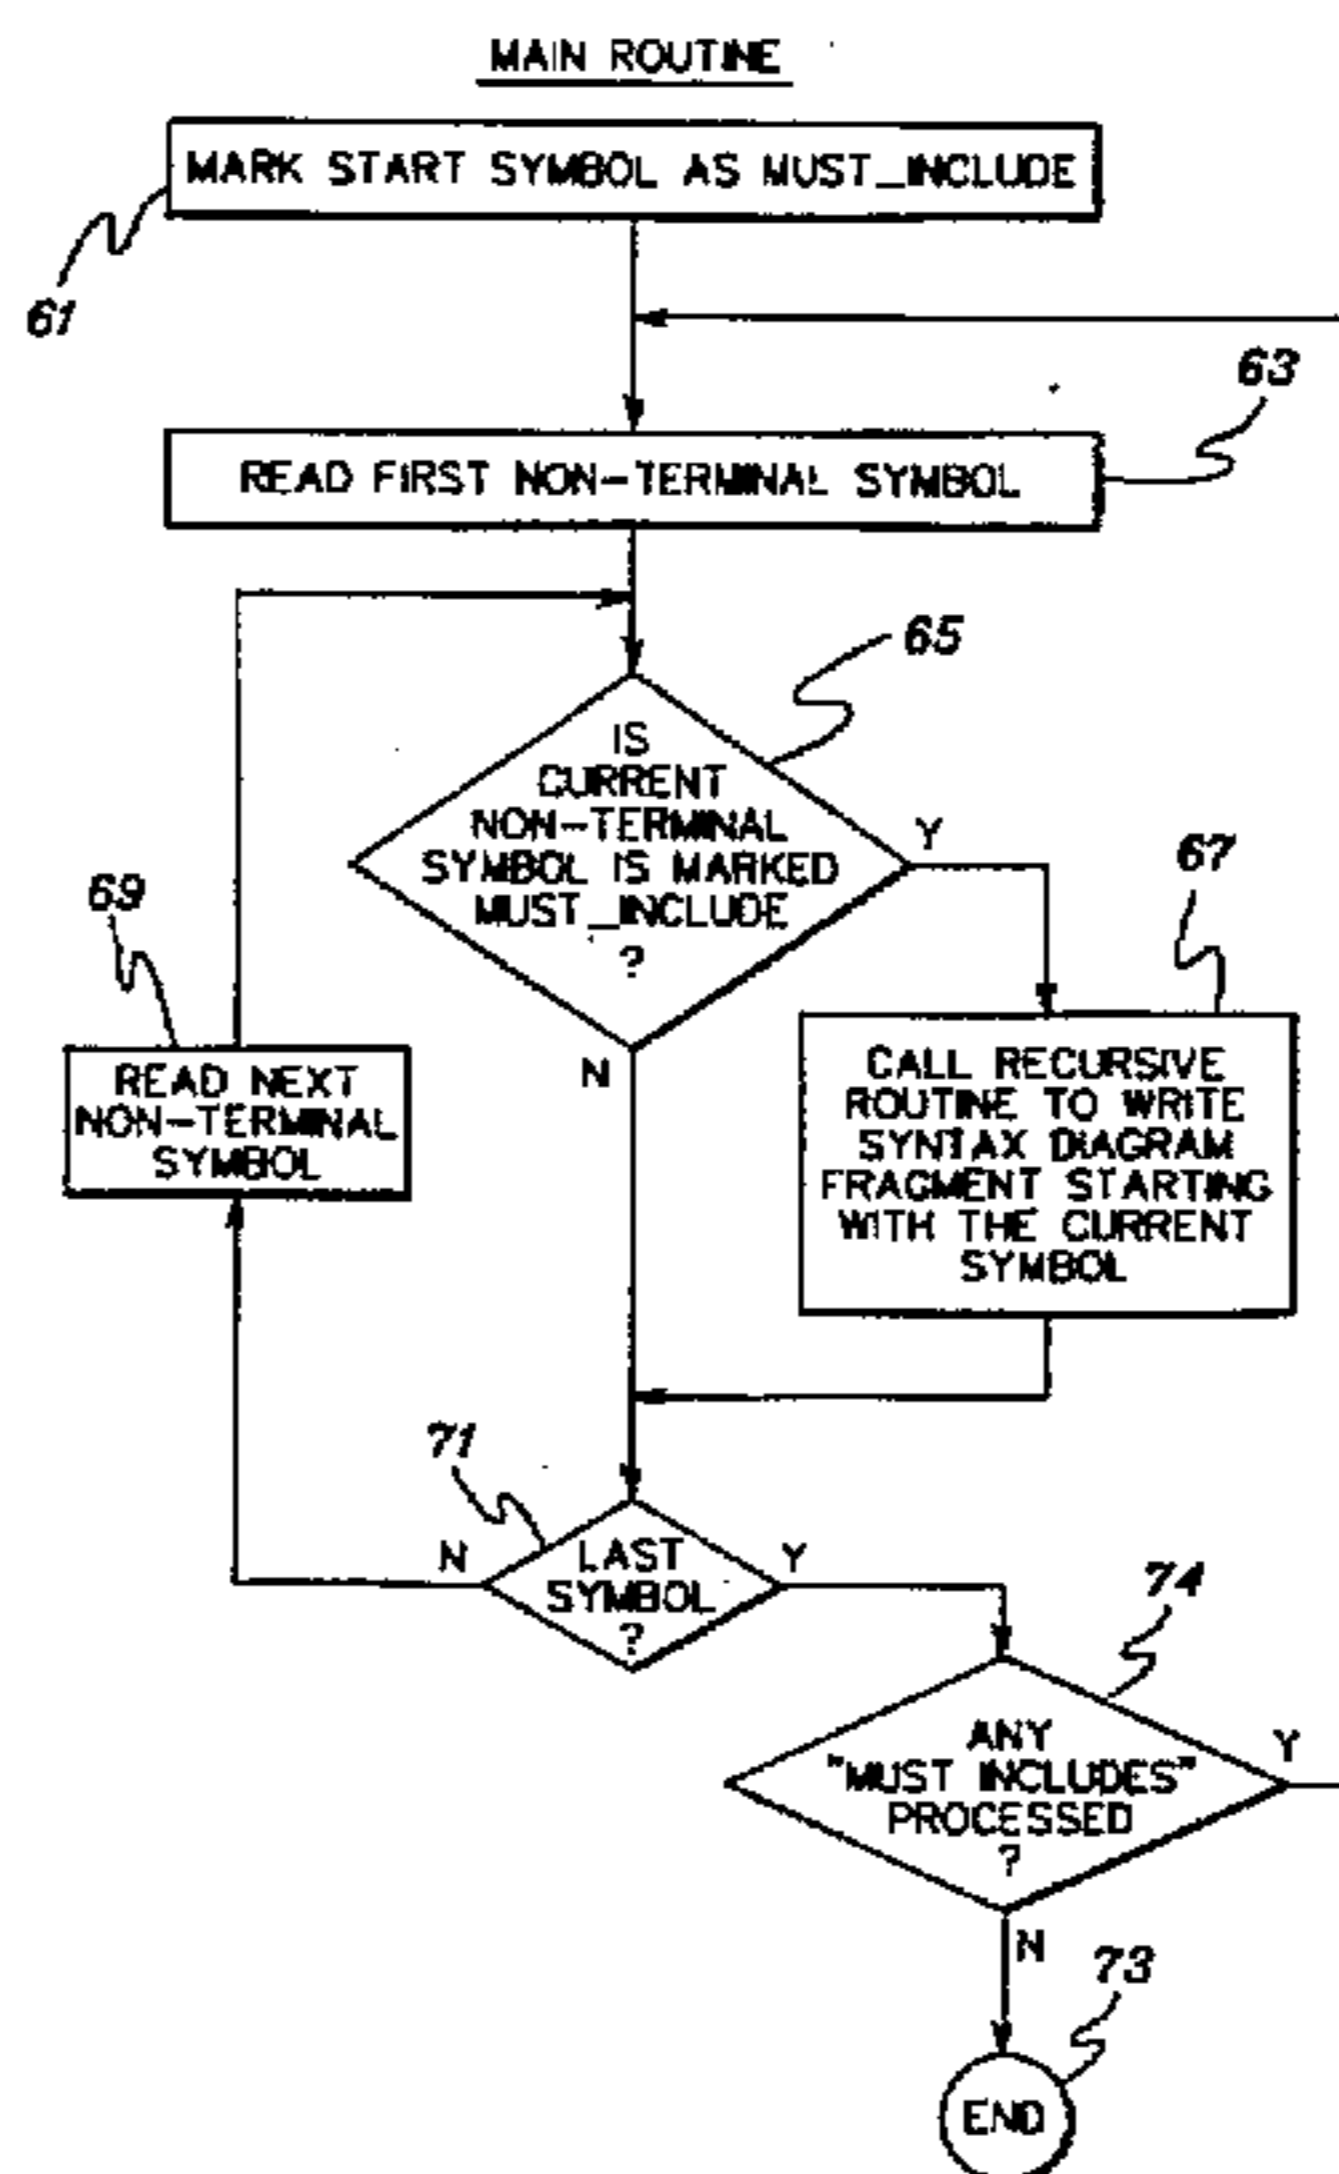 MAIN ROUTINE
MARK START SYMBOL AS MUST_INCLUDE
61
63
READ FIRST NON-TERMINAL SYMBOL
65
IS
CURRENT
NON-TERMINAL
SYMBOL IS MARKED
MUST_INCLUDE
?
Y
67
69
N
READ NEXT
NON-TERMINAL
SYMBOL
CALL RECURSIVE
ROUTINE TO WRITE
SYNTAX DIAGRAM
FRAGMENT STARTING
WITH THE CURRENT
SYMBOL
71
N
LAST
SYMBOL
?
Y
74
ANY
"MUST INCLUDES"
PROCESSED
?
Y
N
73
END